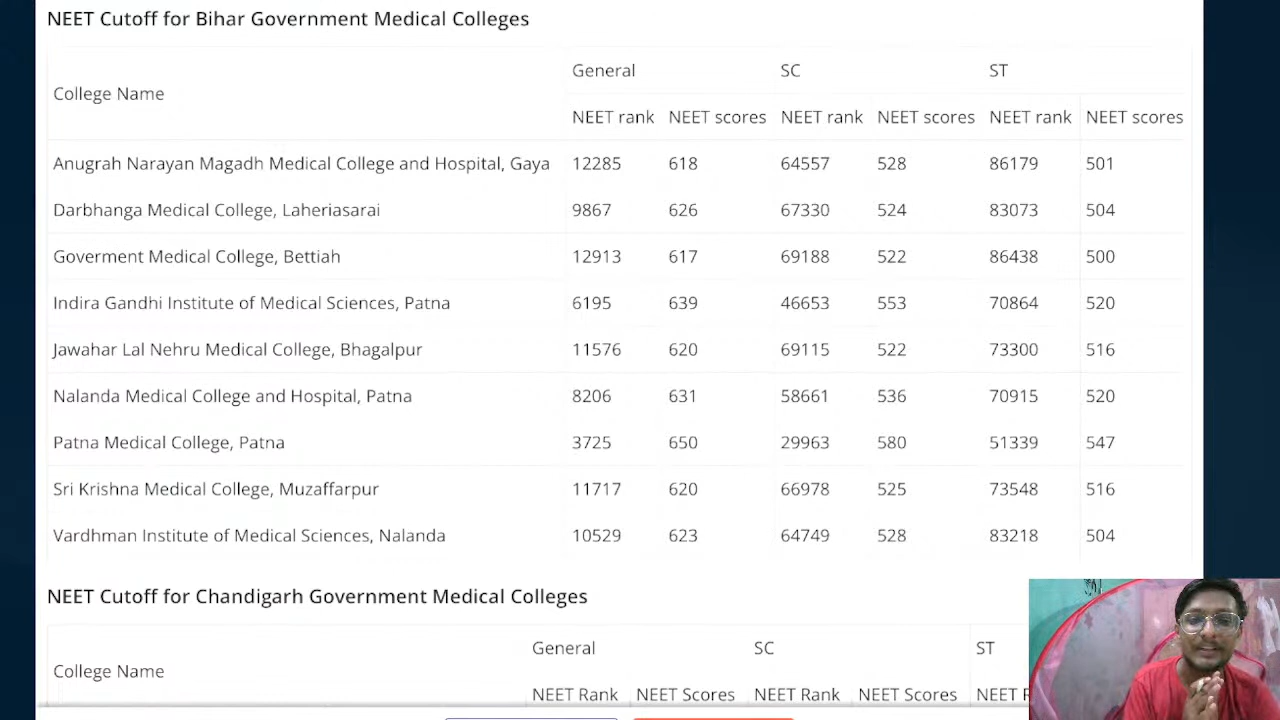 NEET Cutoff for Bihar Government Medical Colleges
College Name General SC ST
NEET rank NEET scores NEET rank NEET scores NEET rank NEET scores
Anugrah Narayan Magadh Medical College and Hospital, Gaya 12285 618 64557 528 86179 501
Darbhanga Medical College, Laheriasarai 9867 626 67330 524 83073 504
Goverment Medical College, Bettiah 12913 617 69188 522 86438 500
Indira Gandhi Institute of Medical Sciences, Patna 6195 639 46653 553 70864 520
Jawahar Lal Nehru Medical College, Bhagalpur 11576 620 69115 522 73300 516
Nalanda Medical College and Hospital, Patna 8206 631 58661 536 70915 520
Patna Medical College, Patna 3725 650 29963 580 51339 547
Sri Krishna Medical College, Muzaffarpur 11717 620 66978 525 73548 516
Vardhman Institute of Medical Sciences, Nalanda 10529 623 64749 528 83218 504
NEET Cutoff for Chandigarh Government Medical Colleges
College Name General SC ST
NEET Rank NEET Scores NEET Rank NEET Scores NEET